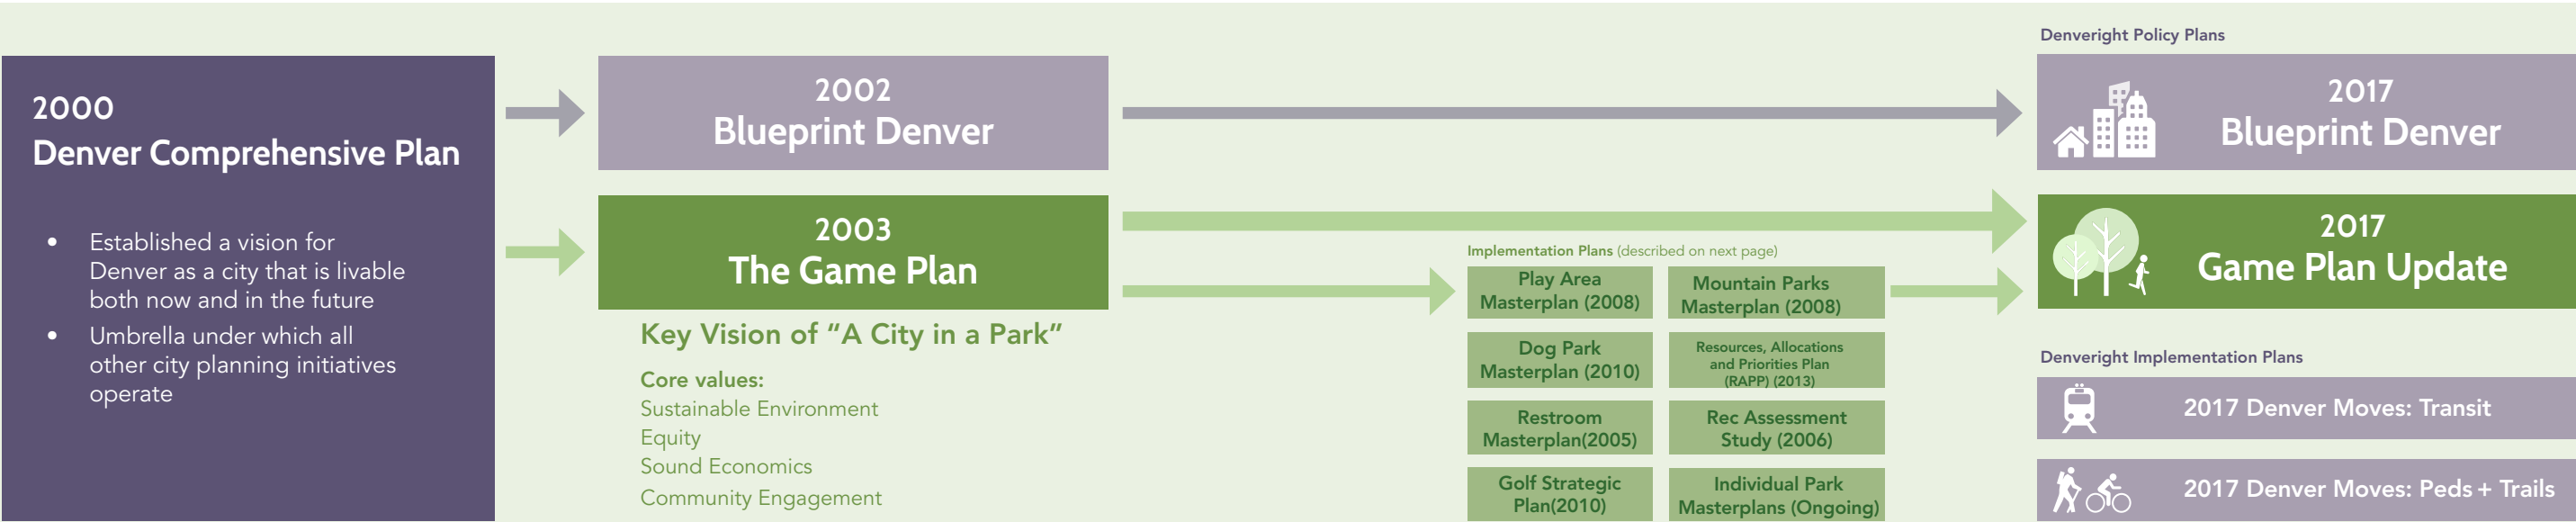 2000
Denver Comprehensive Plan
• Established a vision for
Denver as a city that is livable
both now and in the future
• Umbrella under which all
other city planning initiatives
operate
2002
Blueprint Denver
2003
The Game Plan
Key Vision of “A City in a Park”
Core values:
Sustainable Environment
Equity
Sound Economics
Community Engagement
Implementation Plans (described on next page)
Play Area
Masterplan (2008)
Mountain Parks
Masterplan (2008)
Dog Park
Masterplan (2010)
Resources, Allocations
and Priorities Plan
(RAPP) (2013)
Restroom
Masterplan(2005)
Rec Assessment
Study (2006)
Golf Strategic
Plan(2010)
Individual Park
Masterplans (Ongoing)
Denveright Policy Plans
2017
Blueprint Denver
2017
Game Plan Update
Denveright Implementation Plans
2017 Denver Moves: Transit
2017 Denver Moves: Peds + Trails